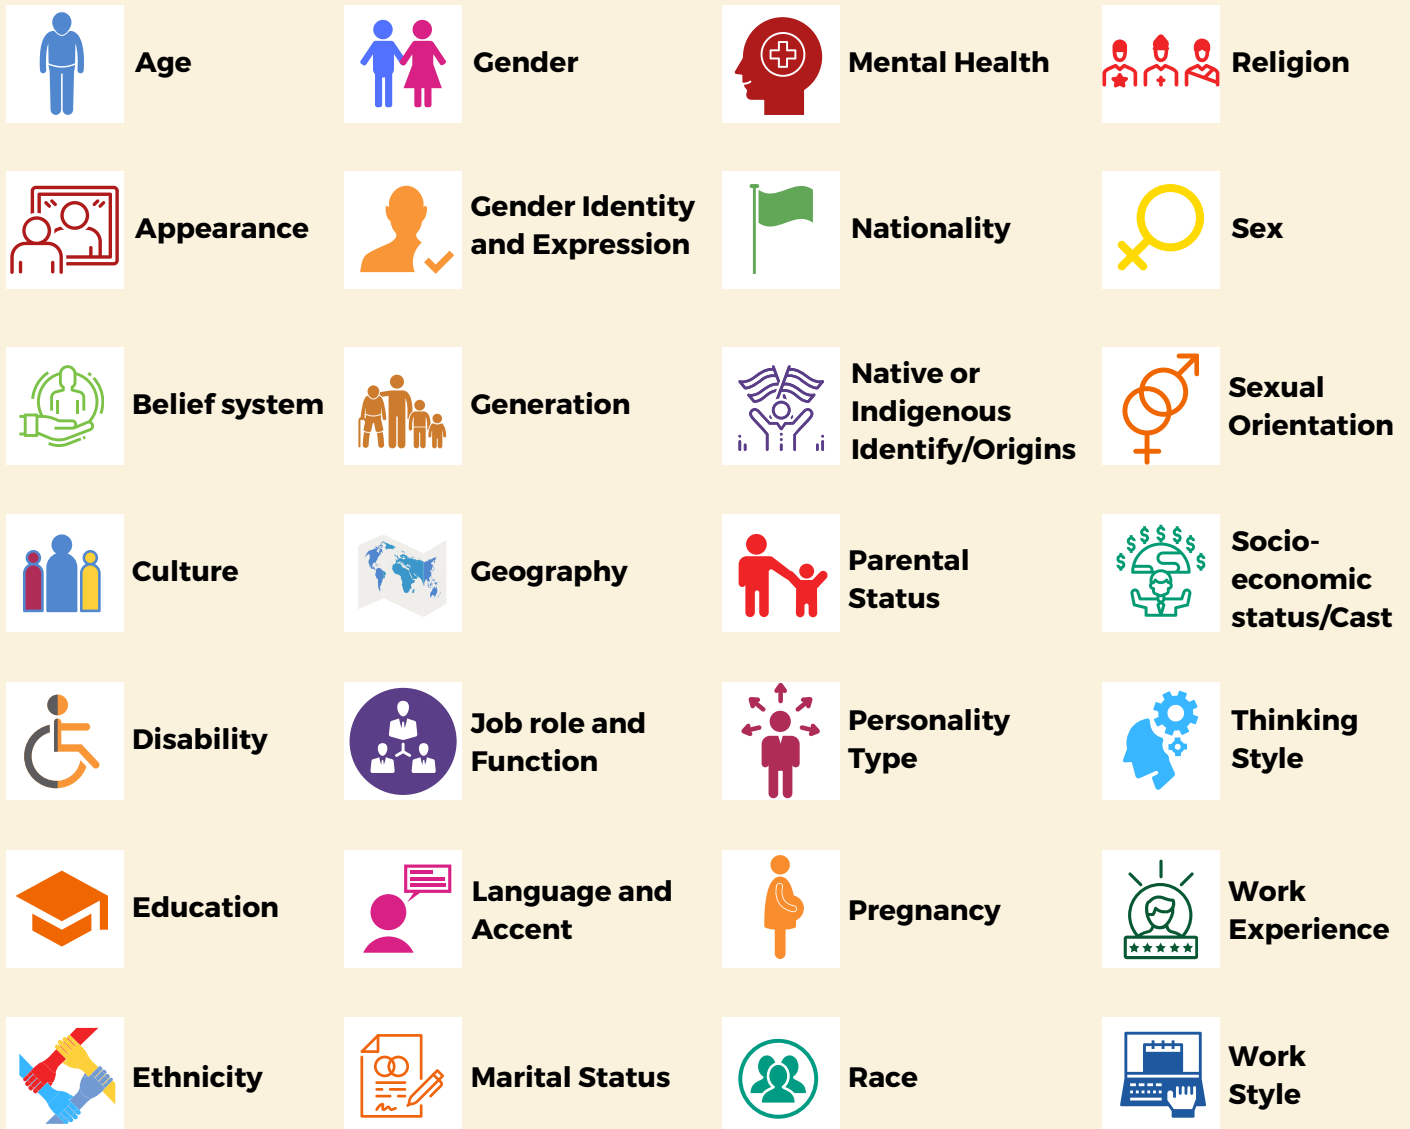 Age
Gender
Mental Health
Religion
Appearance
Gender Identity
and Expression
Nationality
Sex
Belief system
Generation
Native or
Indigenous
Identify/Origins
Sexual
Orientation
Culture
Geography
Parental
Status
Socio-
economic
status/Cast
Disability
Job role and
Function
Personality
Type
Thinking
Style
Education
Language and
Accent
Pregnancy
Work
Experience
Ethnicity
Marital Status
Race
Work
Style